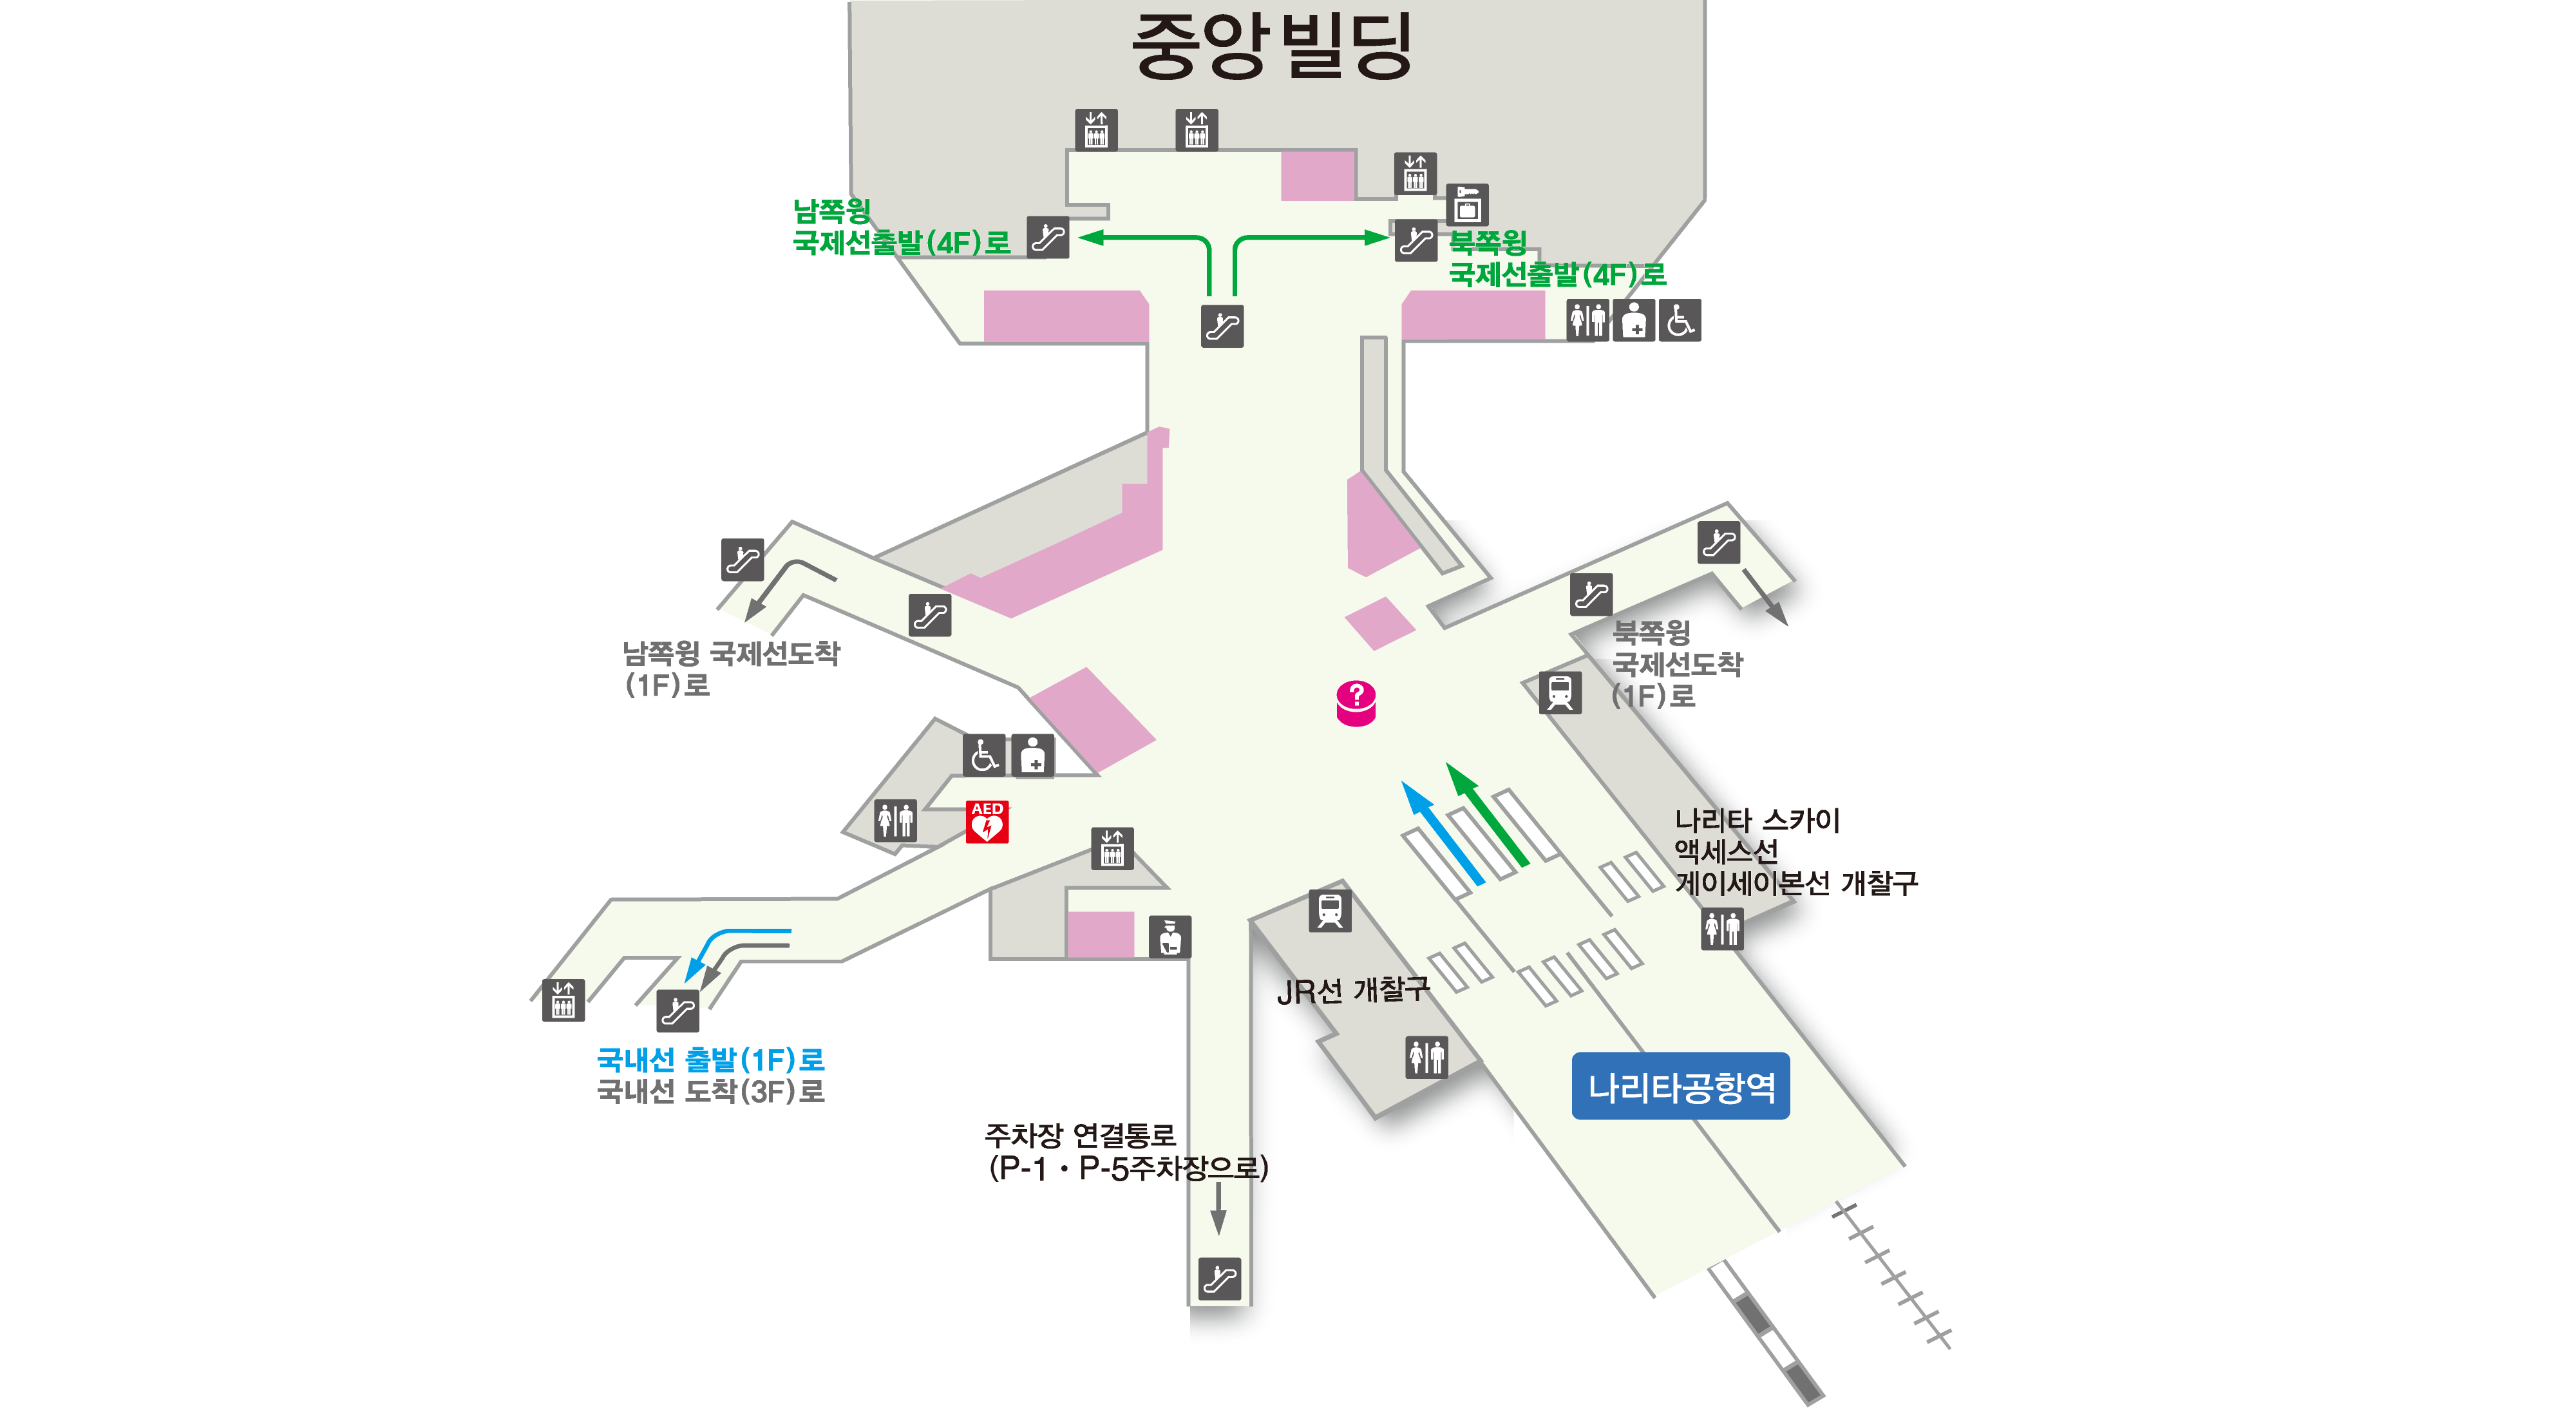 중앙빌딩
남쪽윙
국제선출발(4F)로
북쪽윙
국제선출발(4F)로
남쪽윙 국제선도착
(1F)로
북쪽윙
국제선도착
(1F)로
?
AED
나리타 스카이
액세스선
게이세이본선 개찰구
JR선 개찰구
국내선 출발(1F)로
국내선 도착(3F)로
나리타공항역
주차장 연결통로
(P-1・P-5주차장으로)